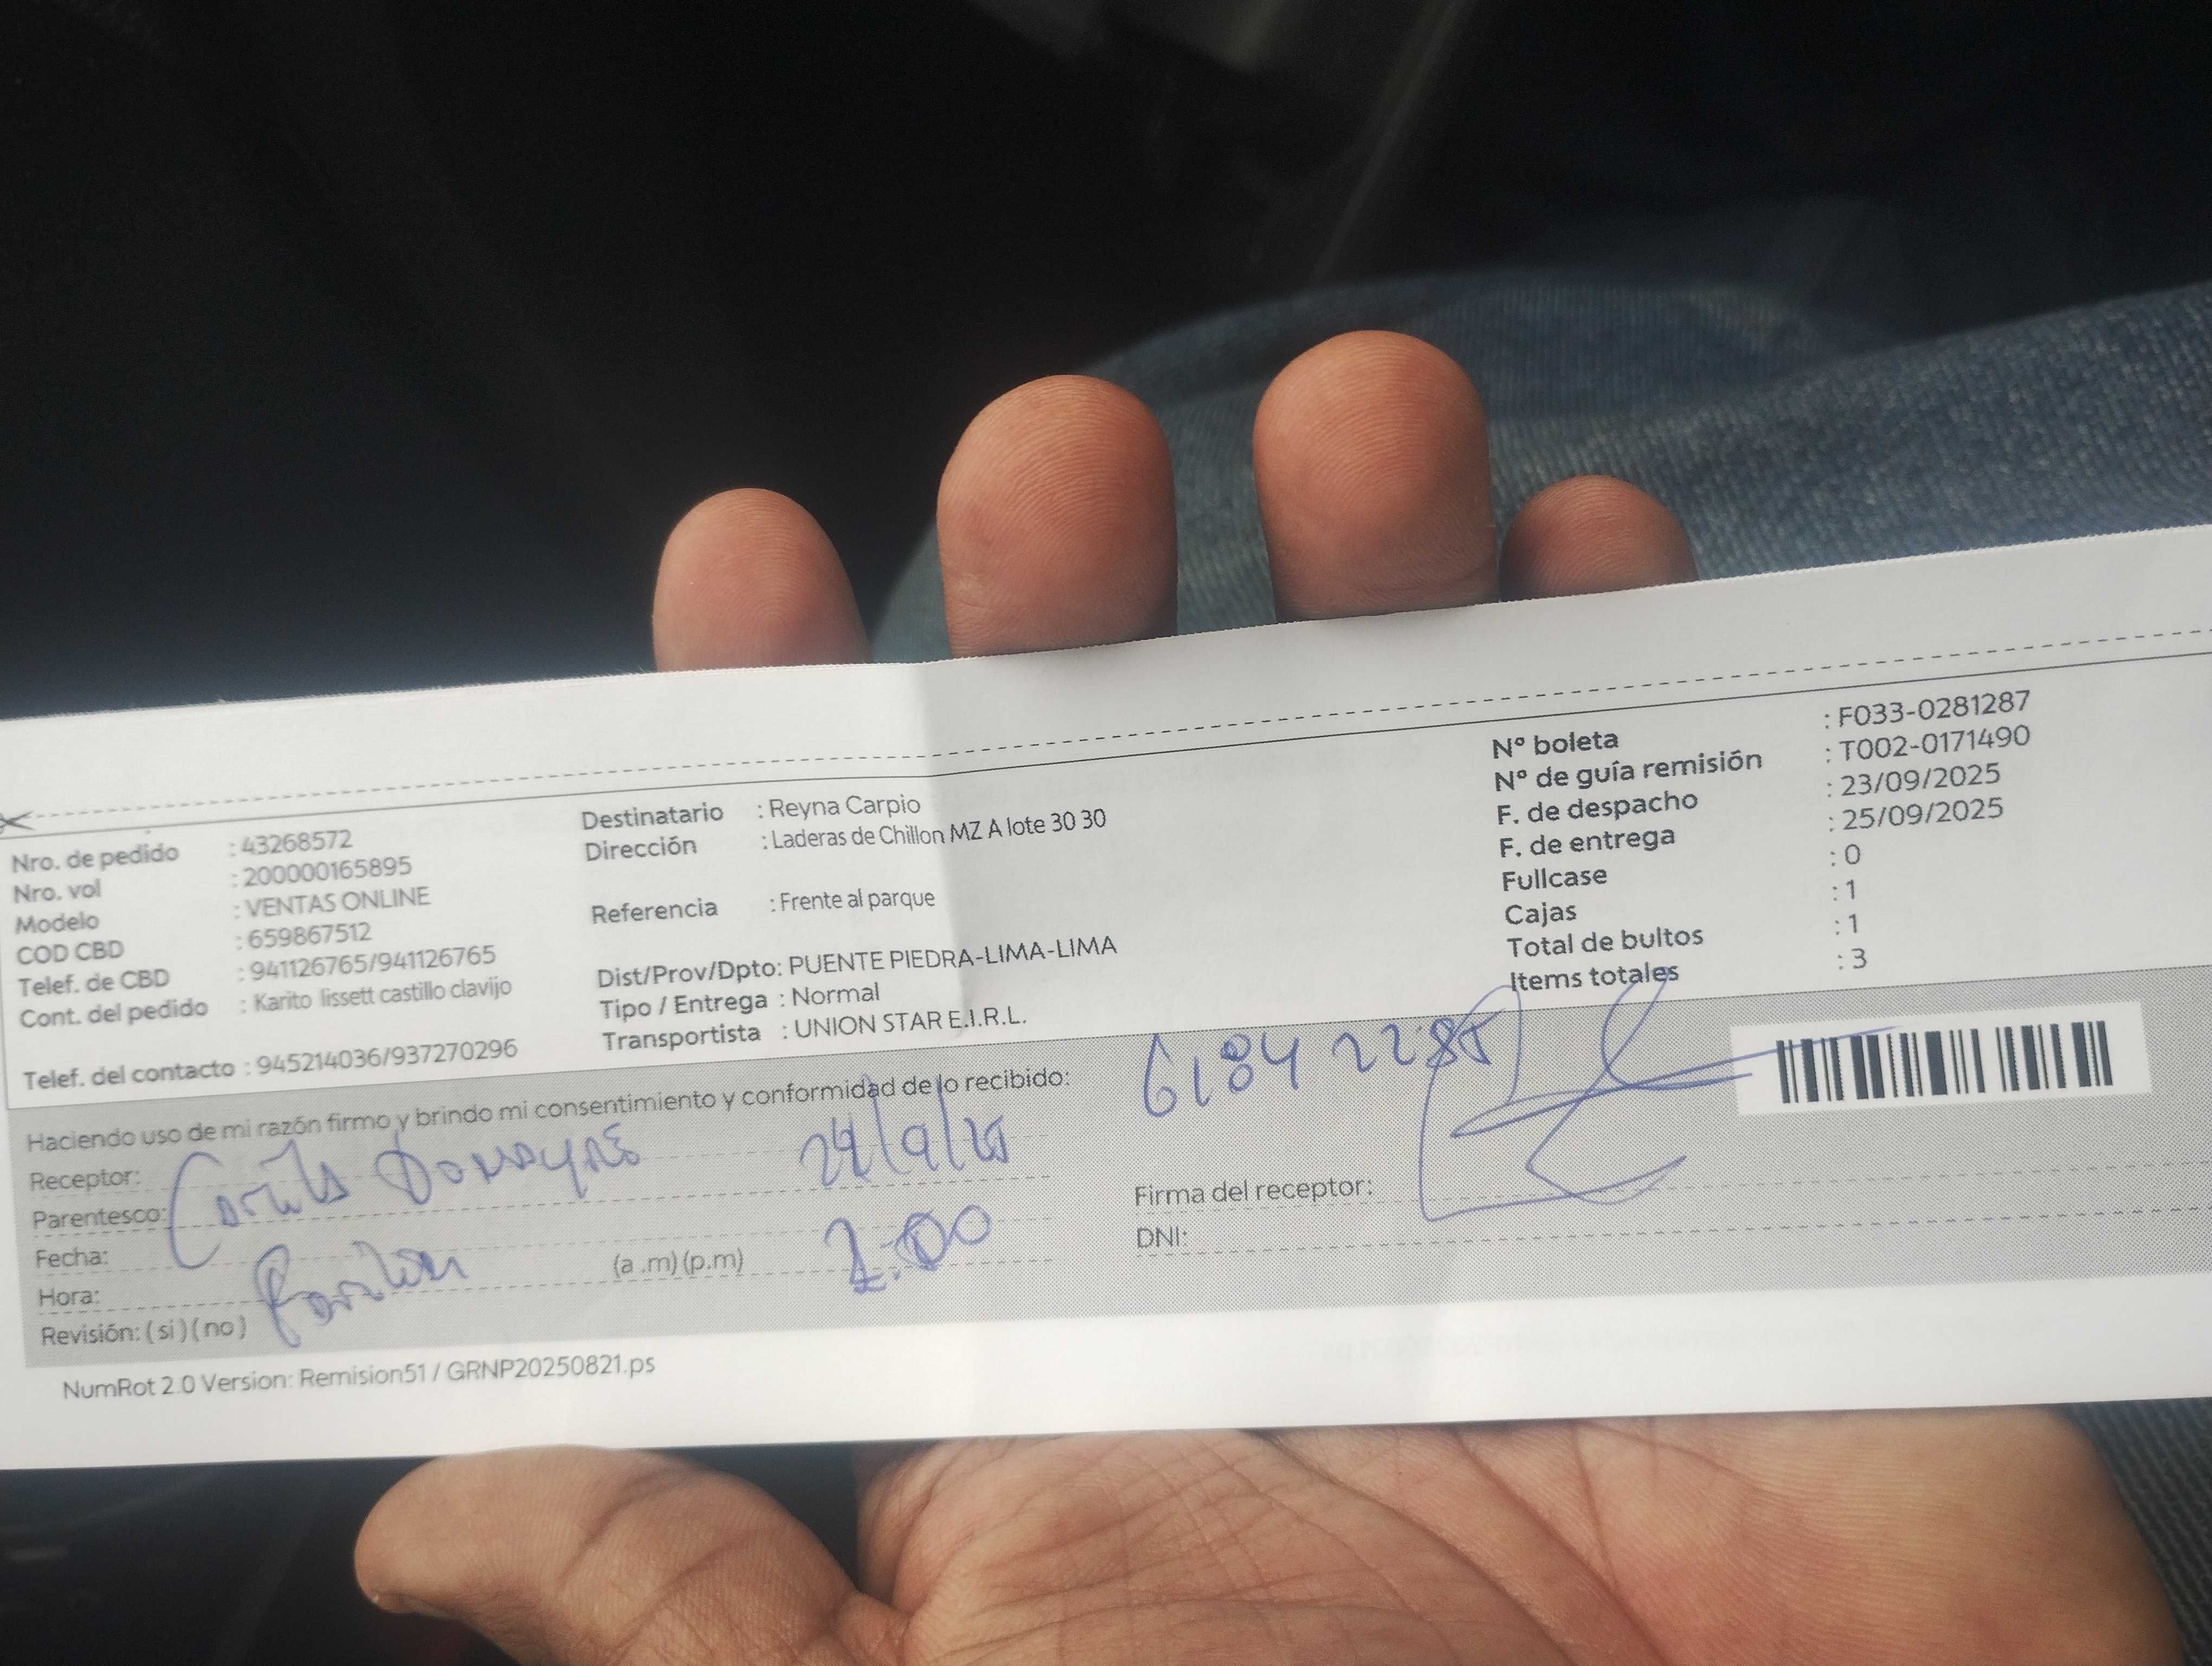 Nro. de pedido : 43268572
Nro. vol : 200000165895
Modelo : VENTAS ONLINE
COD CBD : 659867512
Telef. de CBD : 941126765/941126765
Cont. del pedido : Karito lissett castillo clavijo
Telef. del contacto : 945214036/937270296
Destinatario : Reyna Carpio
Dirección : Laderas de Chillon MZ A lote 30 30
Referencia : Frente al parque
Dist/Prov/Dpto: PUENTE PIEDRA-LIMA-LIMA
Tipo / Entrega : Normal
Transportista : UNION STAR E.I.R.L.
Nº boleta : F033-0281287
Nº de guía remisión : T002-0171490
F. de despacho : 23/09/2025
F. de entrega : 25/09/2025
Fullcase : 0
Cajas : 1
Total de bultos : 1
Items totales : 3
Haciendo uso de mi razón firmo y brindo mi consentimiento y conformidad de lo recibido:
Receptor:
Parentesco:
Fecha:
Hora: (a .m) (p.m)
Revisión: ( si ) ( no )
Firma del receptor:
DNI:
NumRot 2.0 Version: Remision51 / GRNP20250821.ps